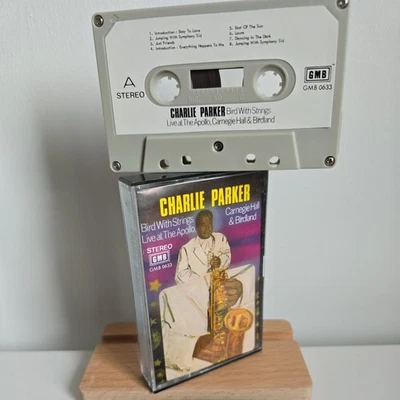 1. Introduction : Easy To Love
2. Jumping With Symphony Sid
3. Just Friends
4. Introduction : Everything Happens To Me
5. East Of The Sun
6. Laura
7. Dancing In The Dark
8. Jumping With Symphony Sid
A
STEREO
GMB
GMB 0633
CHARLIE PARKER Bird With Strings
Live at The Apollo, Carnegie Hall & Birdland
CHARLIE PARKER
Bird With Strings
Live at The Apollo,
Carnegie Hall
& Birdland
STEREO
GMB
GMB 0633